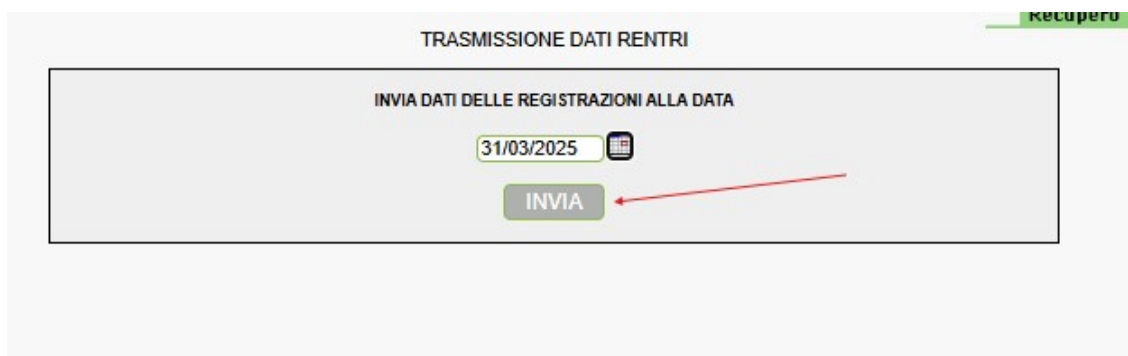 Recupero
TRASMISSIONE DATI RENTRI
INVIA DATI DELLE REGISTRAZIONI ALLA DATA
31/03/2025
INVIA